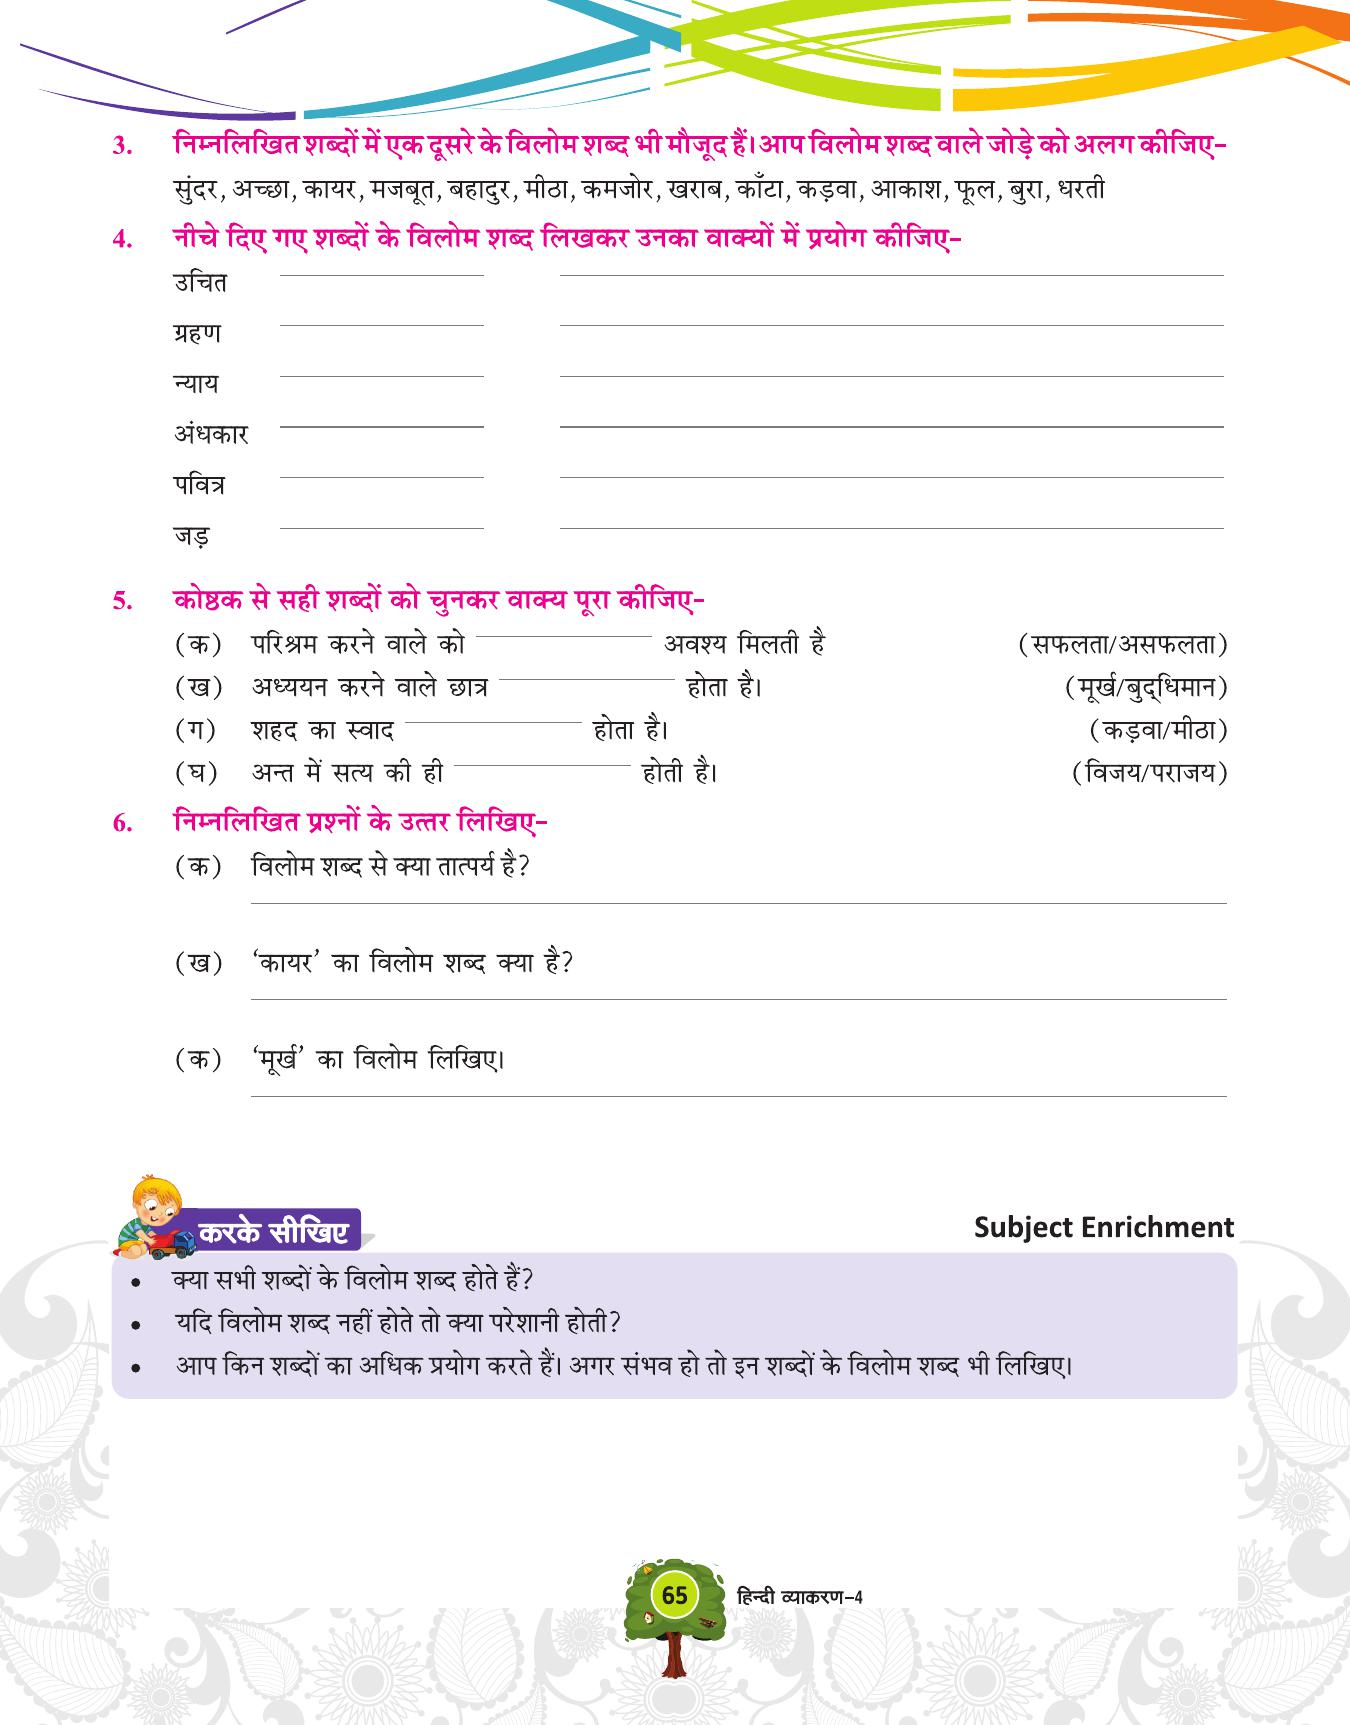 3. निम्नलिखित शब्दों में एक दूसरे के विलोम शब्द भी मौजूद हैं। आप विलोम शब्द वाले जोड़े को अलग कीजिए-
सुंदर, अच्छा, कायर, मजबूत, बहादुर, मीठा, कमजोर, खराब, काँटा, कड़वा, आकाश, फूल, बुरा, धरती
4. नीचे दिए गए शब्दों के विलोम शब्द लिखकर उनका वाक्यों में प्रयोग कीजिए-
उचित
ग्रहण
न्याय
अंधकार
पवित्र
जड़
5. कोष्ठक से सही शब्दों को चुनकर वाक्य पूरा कीजिए-
(क) परिश्रम करने वाले को ____________ अवश्य मिलती है (सफलता/असफलता)
(ख) अध्ययन करने वाले छात्र ____________ होता है। (मूर्ख/बुद्धिमान)
(ग) शहद का स्वाद ____________ होता है। (कड़वा/मीठा)
(घ) अन्त में सत्य की ही ____________ होती है। (विजय/पराजय)
6. निम्नलिखित प्रश्नों के उत्तर लिखिए-
(क) विलोम शब्द से क्या तात्पर्य है?
(ख) ‘कायर’ का विलोम शब्द क्या है?
(क) ‘मूर्ख’ का विलोम लिखिए।
करके सीखिए Subject Enrichment
• क्या सभी शब्दों के विलोम शब्द होते हैं?
• यदि विलोम शब्द नहीं होते तो क्या परेशानी होती?
• आप किन शब्दों का अधिक प्रयोग करते हैं। अगर संभव हो तो इन शब्दों के विलोम शब्द भी लिखिए।
65 हिन्दी व्याकरण-4